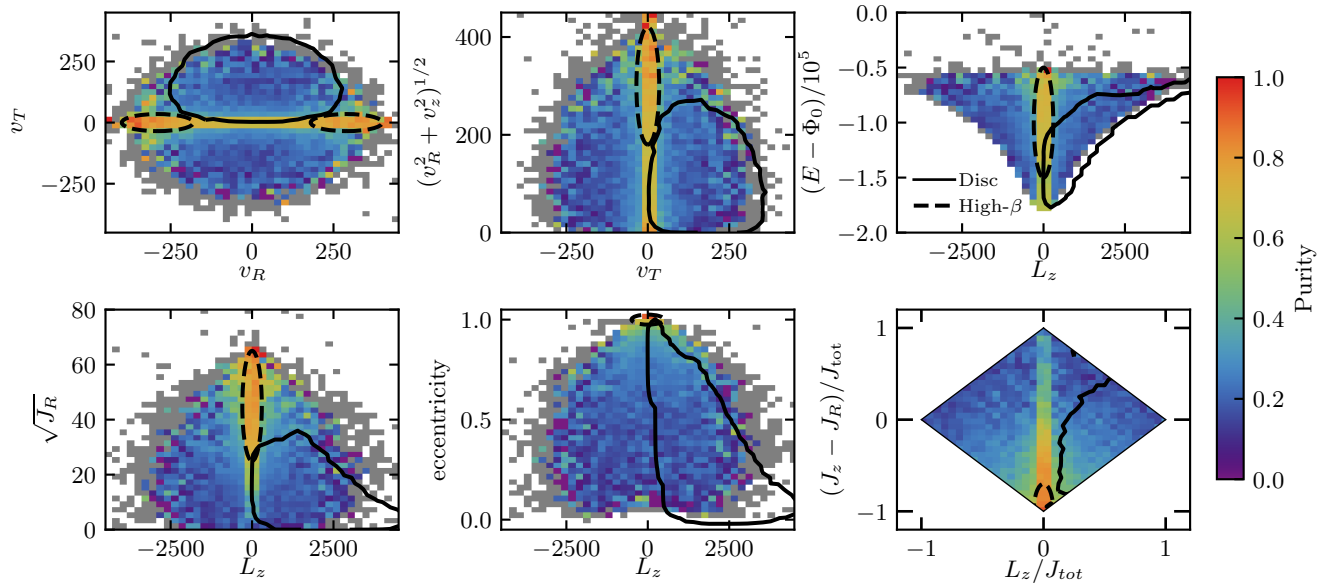 250
0
−250
v_T
−250 0 250
v_R
400
200
0
(v_R^2 + v_z^2)^{1/2}
−250 0 250
v_T
0.0
−0.5
−1.0
−1.5
−2.0
(E − Φ_0)/10^5
Disc
High-β
−2500 0 2500
L_z
80
60
40
20
0
√J_R
−2500 0 2500
L_z
1.0
0.5
0.0
eccentricity
−2500 0 2500
L_z
1
0
−1
(J_z − J_R)/J_tot
−1 0 1
L_z/J_{tot}
1.0
0.8
0.6
0.4
0.2
0.0
Purity